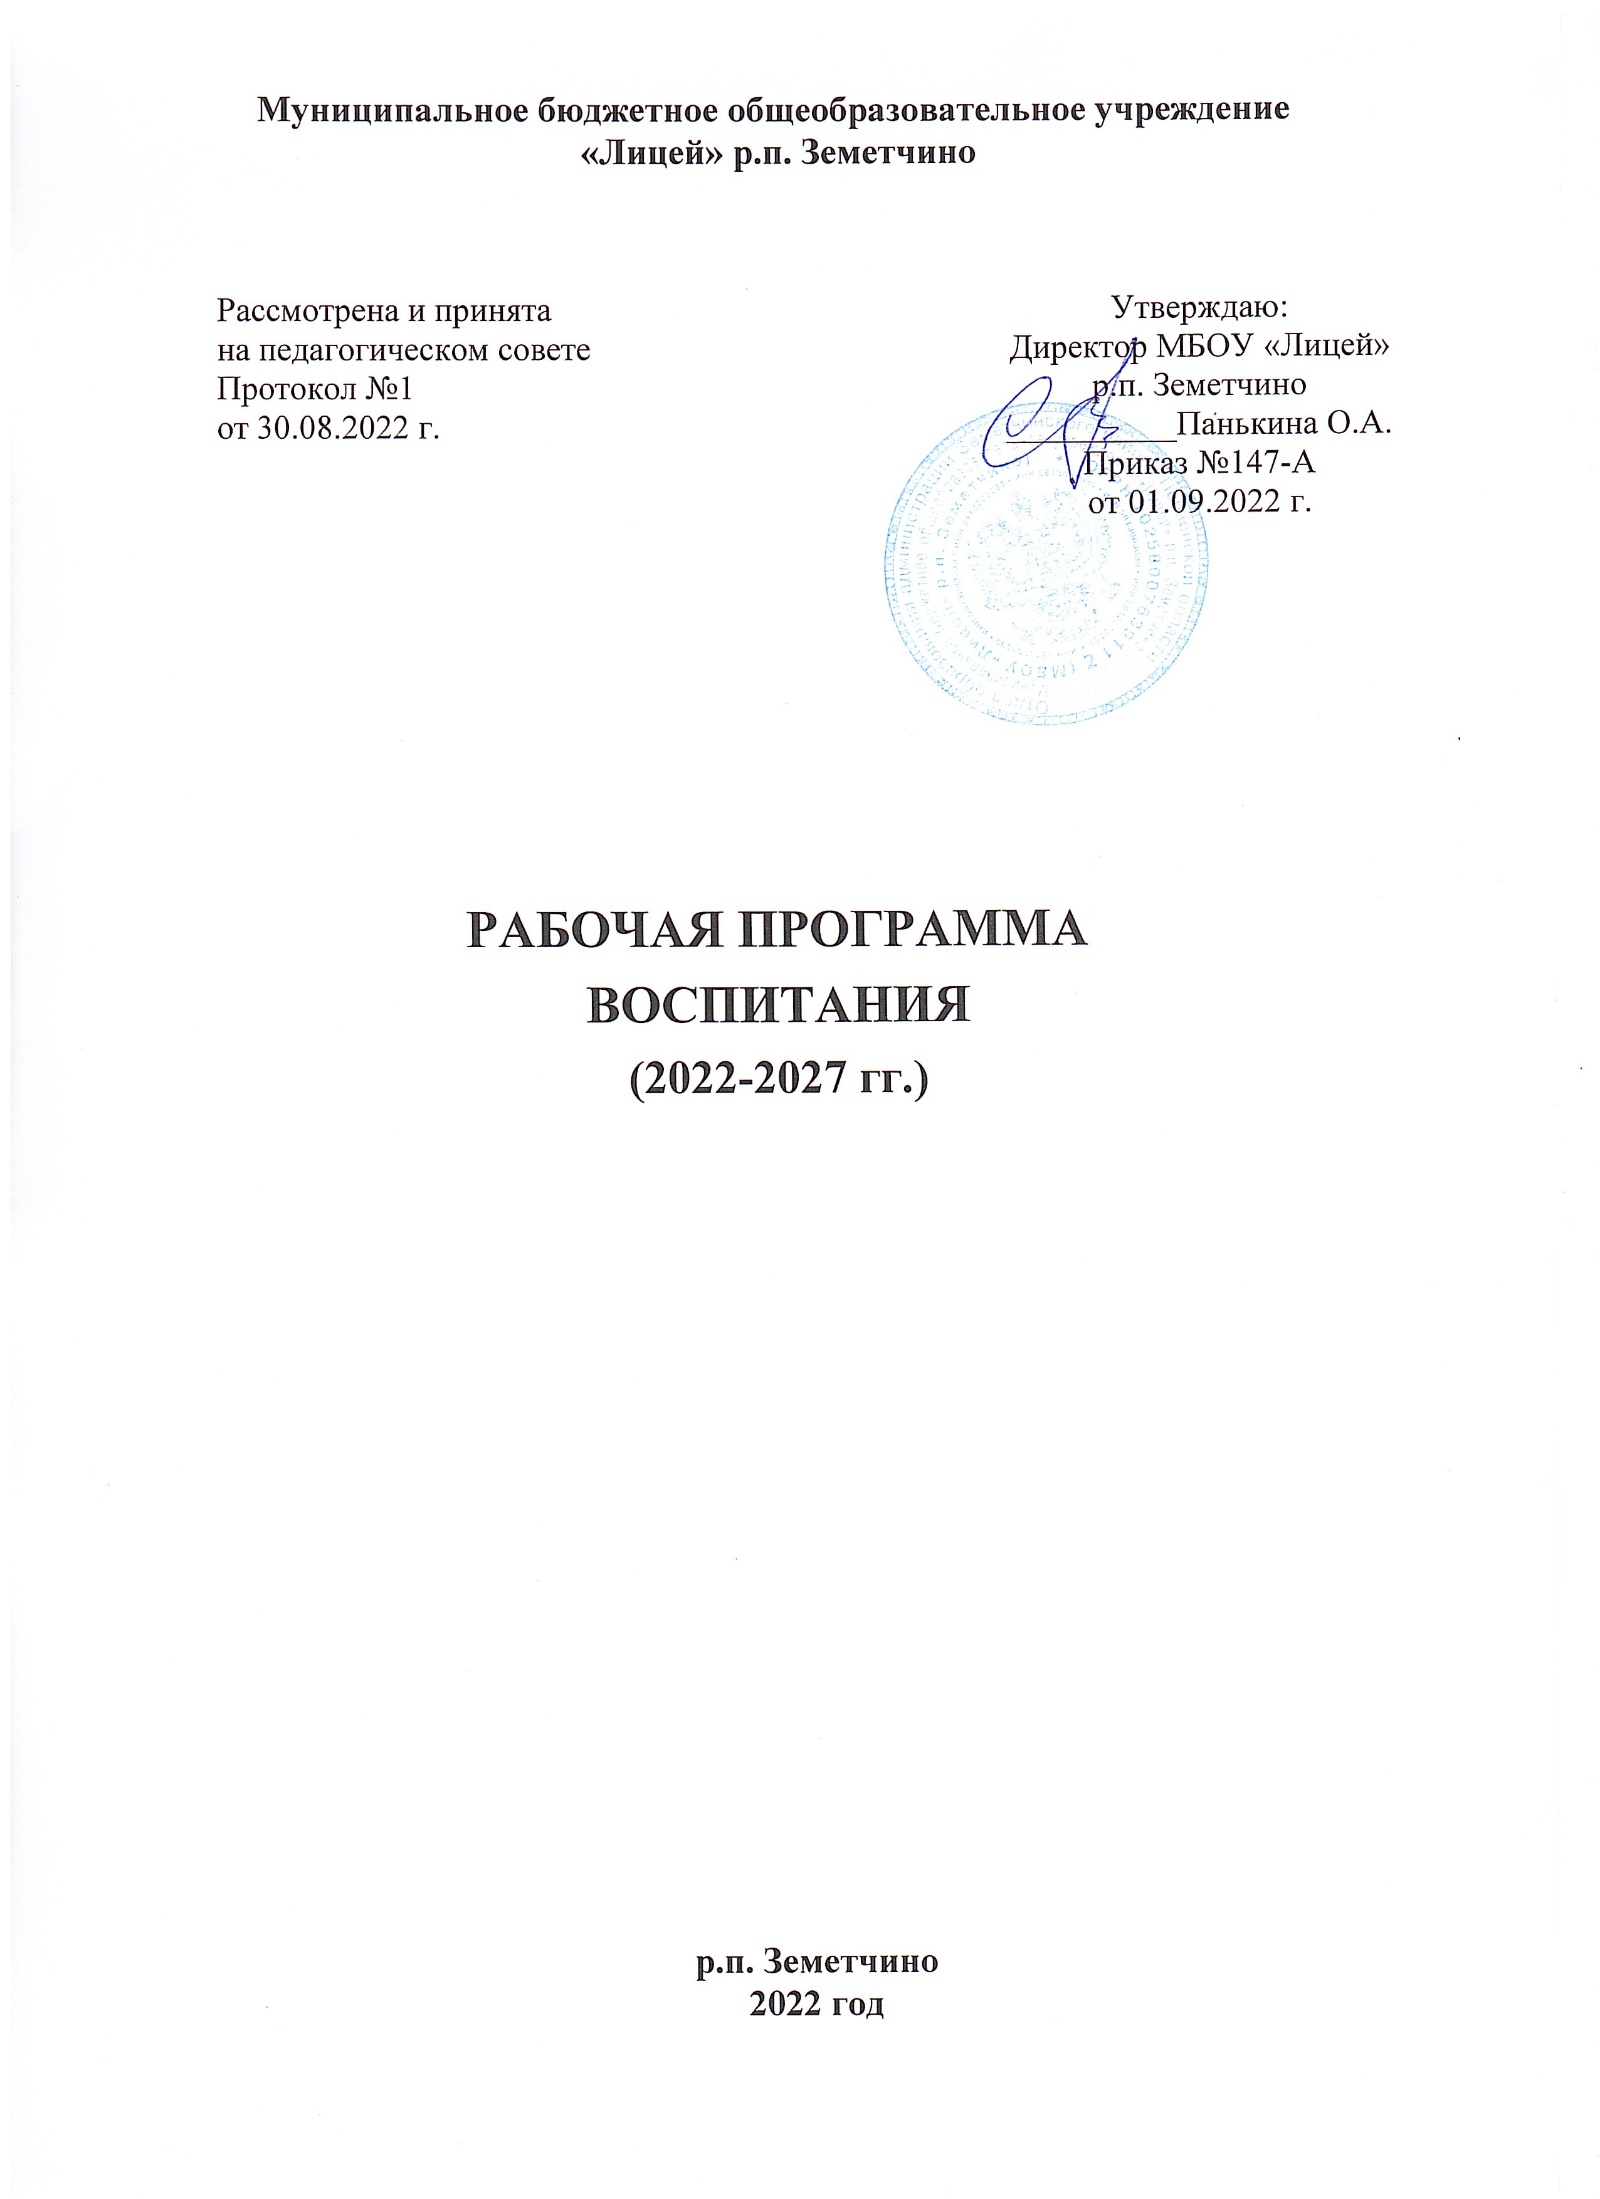 Муниципальное бюджетное общеобразовательное учреждение
«Лицей» р.п. Земетчино
Рассмотрена и принята
на педагогическом совете
Протокол №1
от 30.08.2022 г.
Утверждаю:
Директор МБОУ «Лицей»
р.п. Земетчино
__________Панькина О.А.
Приказ №147-А
от 01.09.2022 г.
РАБОЧАЯ ПРОГРАММА
ВОСПИТАНИЯ
(2022-2027 гг.)
р.п. Земетчино
2022 год